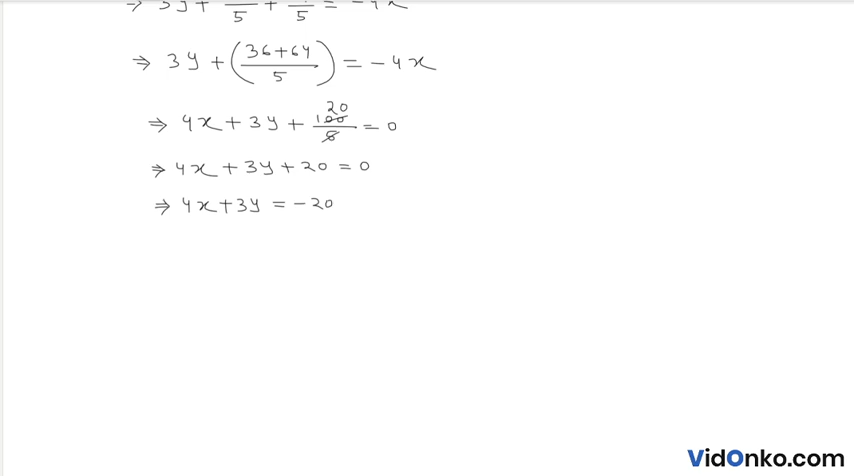 ⇒ 3y + (36+64)/5 = -4x
⇒ 4x + 3y + 100/5 = 0 20
⇒ 4x + 3y + 20 = 0
⇒ 4x + 3y = -20
VidOnko.com